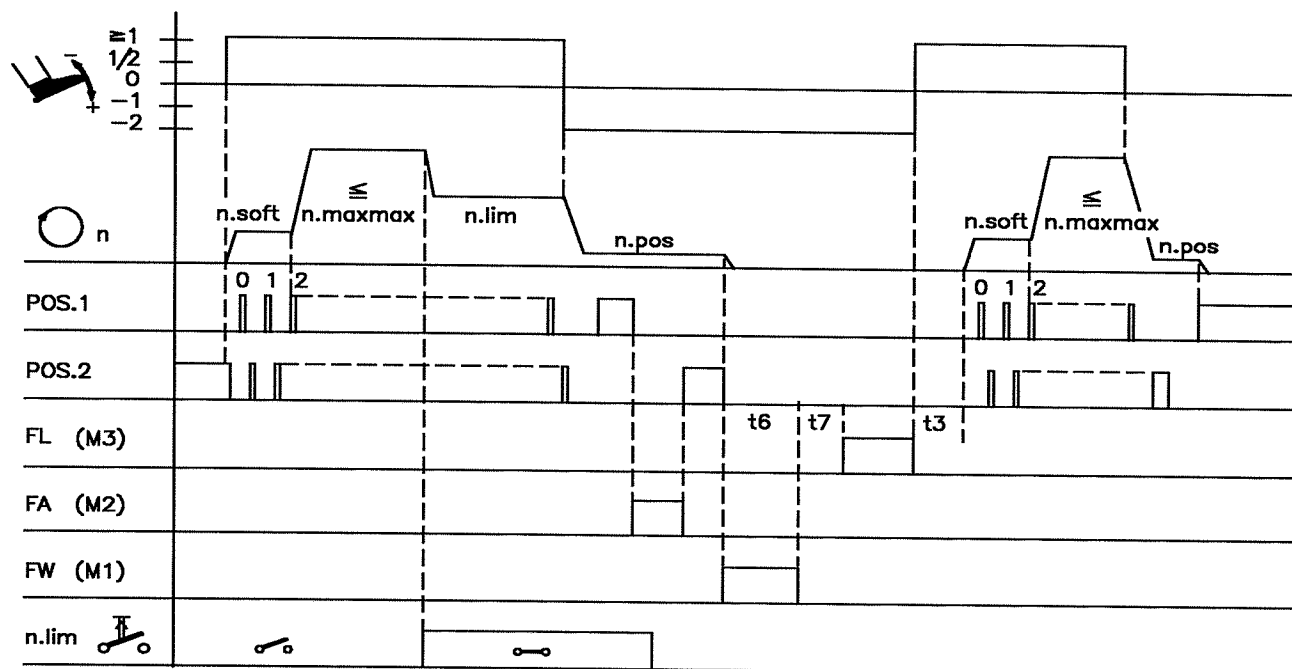 ≧1
1/2
0
−1
−2
−
+
n
n.soft
≦
n.maxmax
n.lim
n.pos
n.soft
≦
n.maxmax
n.pos
POS.1
0 1 2
0 1 2
POS.2
FL (M3)
t6 t7 t3
FA (M2)
FW (M1)
n.lim